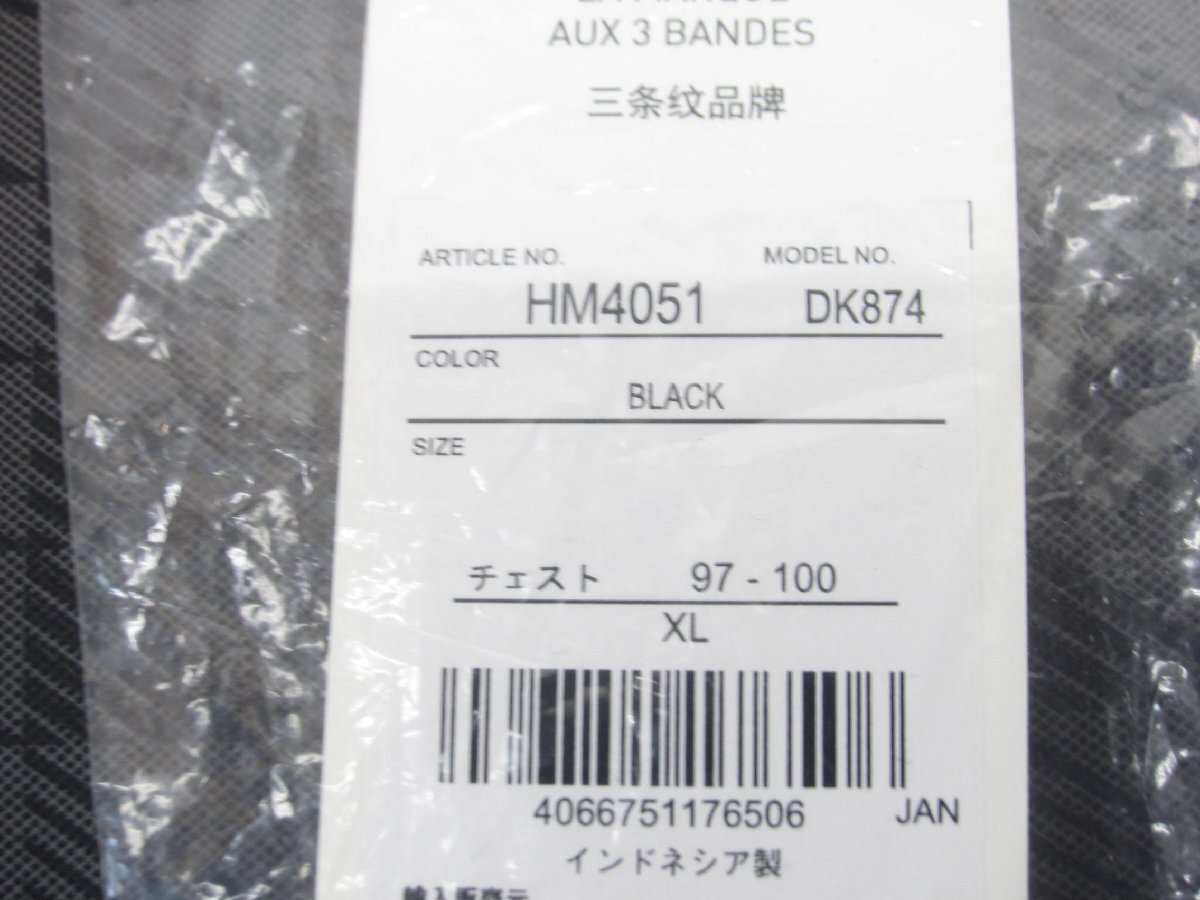 AUX 3 BANDES
三条纹品牌
ARTICLE NO. MODEL NO.
HM4051 DK874
COLOR
BLACK
SIZE
チェスト 97 - 100
XL
4066751176506 JAN
インドネシア製